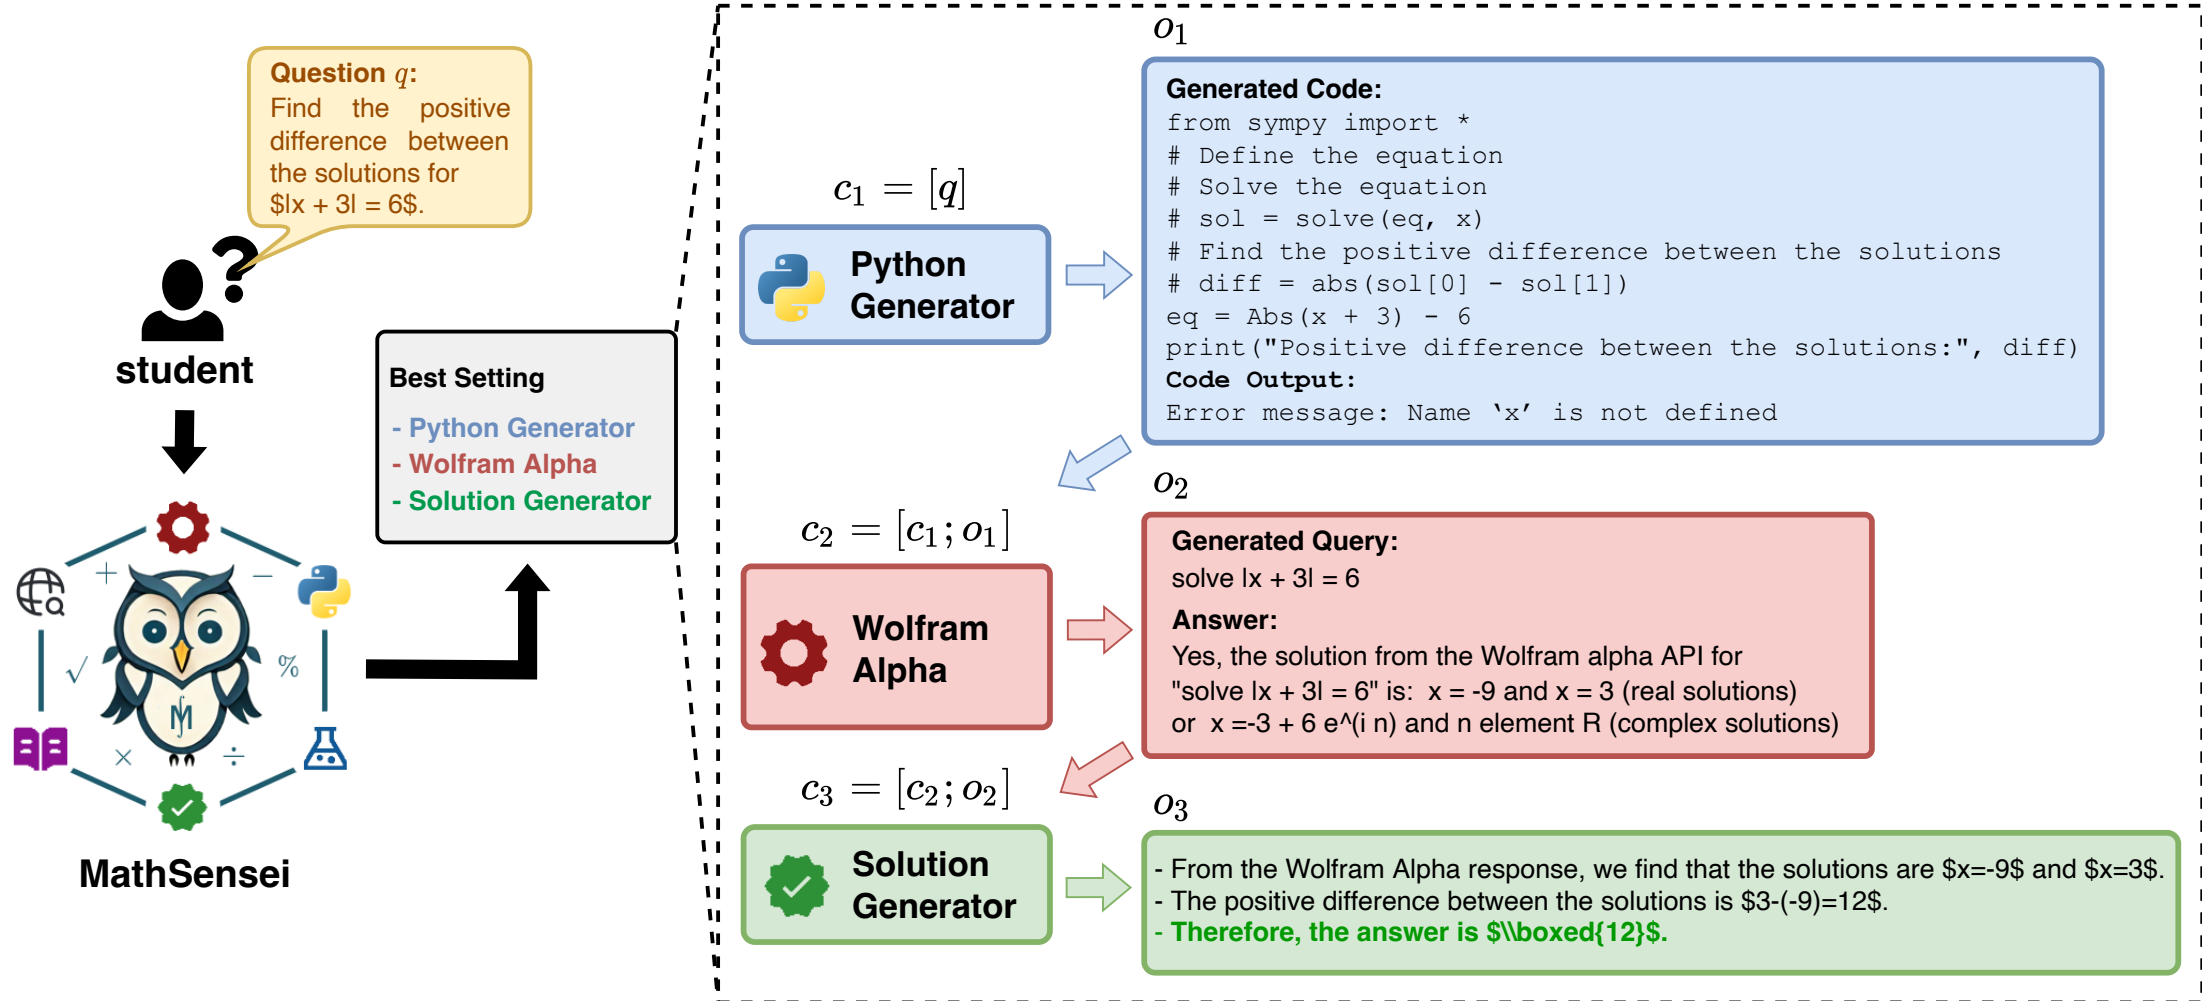 Question q:
Find the positive
difference between
the solutions for
$|x + 3| = 6$.
student
MathSensei
+
−
√
%
×
÷
Best Setting
- Python Generator
- Wolfram Alpha
- Solution Generator
c₁ = [q]
Python
Generator
o₁
Generated Code:
from sympy import *
# Define the equation
# Solve the equation
# sol = solve(eq, x)
# Find the positive difference between the solutions
# diff = abs(sol[0] - sol[1])
eq = Abs(x + 3) - 6
print("Positive difference between the solutions:", diff)
Code Output:
Error message: Name ‘x’ is not defined
c₂ = [c₁; o₁]
Wolfram
Alpha
o₂
Generated Query:
solve |x + 3| = 6
Answer:
Yes, the solution from the Wolfram alpha API for
"solve |x + 3| = 6" is:  x = -9 and x = 3 (real solutions)
or  x =-3 + 6 e^(i n) and n element R (complex solutions)
c₃ = [c₂; o₂]
Solution
Generator
o₃
- From the Wolfram Alpha response, we find that the solutions are $x=-9$ and $x=3$.
- The positive difference between the solutions is $3-(-9)=12$.
- Therefore, the answer is $\\boxed{12}$.